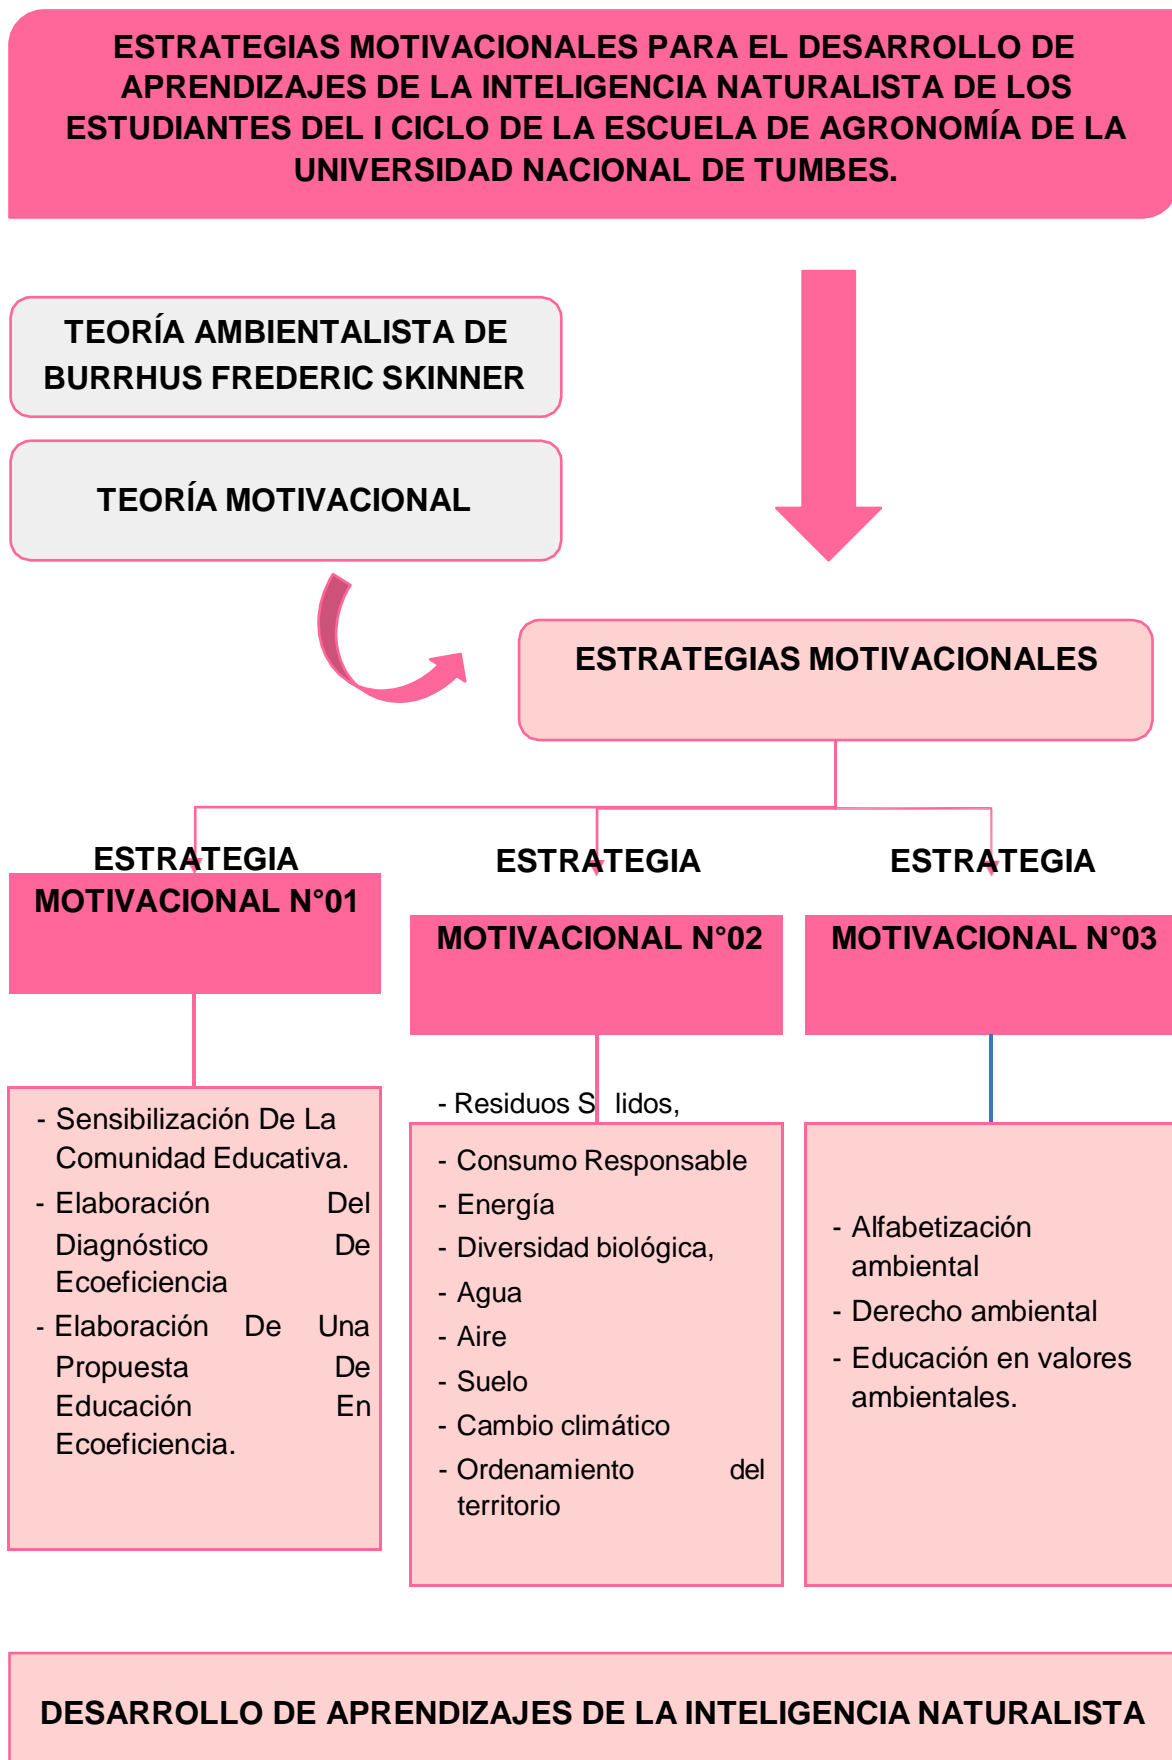 ESTRATEGIAS MOTIVACIONALES PARA EL DESARROLLO DE
APRENDIZAJES DE LA INTELIGENCIA NATURALISTA DE LOS
ESTUDIANTES DEL I CICLO DE LA ESCUELA DE AGRONOMÍA DE LA
UNIVERSIDAD NACIONAL DE TUMBES.
TEORÍA AMBIENTALISTA DE
BURRHUS FREDERIC SKINNER
TEORÍA MOTIVACIONAL
ESTRATEGIAS MOTIVACIONALES
ESTRATEGIA
MOTIVACIONAL N°01
- Sensibilización De La
Comunidad Educativa.
- Elaboración Del
Diagnóstico De
Ecoeficiencia
- Elaboración De Una
Propuesta De
Educación En
Ecoeficiencia.
ESTRATEGIA
MOTIVACIONAL N°02
- Residuos S lidos,
- Consumo Responsable
- Energía
- Diversidad biológica,
- Agua
- Aire
- Suelo
- Cambio climático
- Ordenamiento del
territorio
ESTRATEGIA
MOTIVACIONAL N°03
- Alfabetización
ambiental
- Derecho ambiental
- Educación en valores
ambientales.
DESARROLLO DE APRENDIZAJES DE LA INTELIGENCIA NATURALISTA